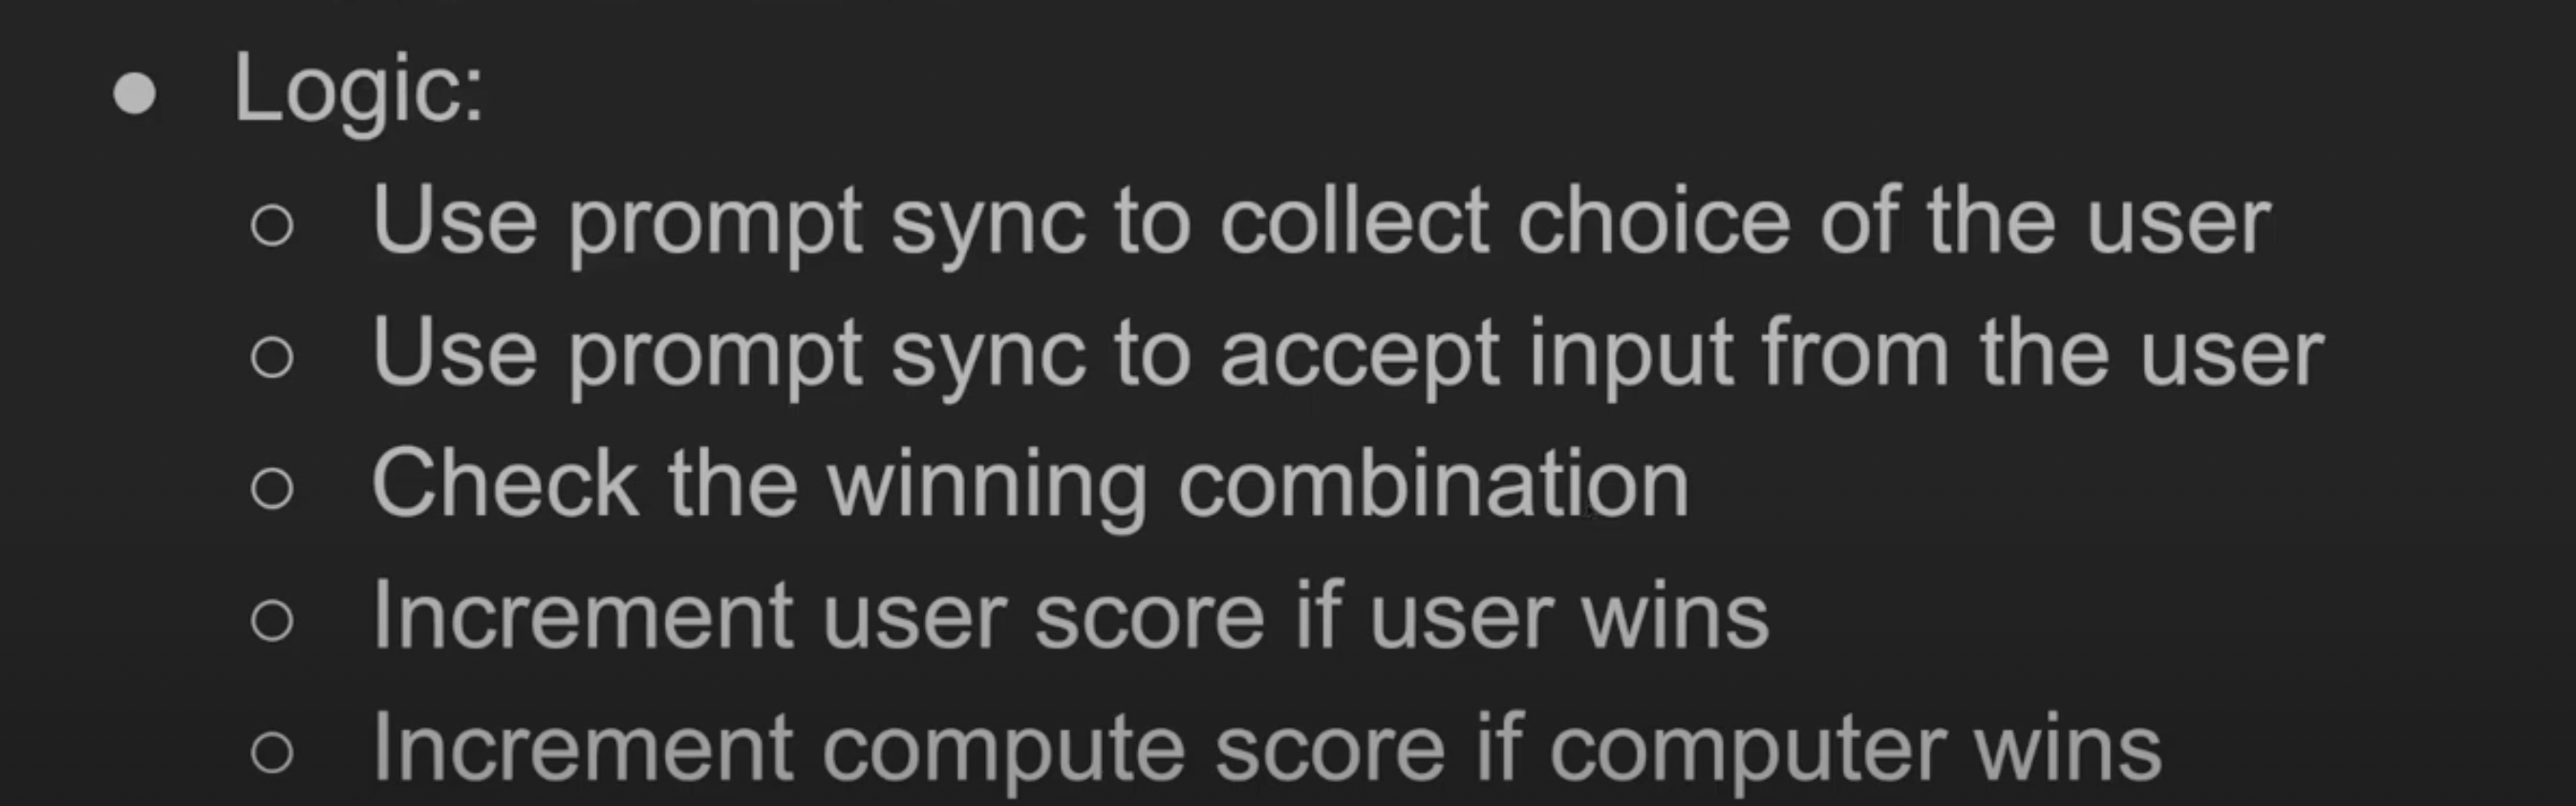 ● Logic:
○ Use prompt sync to collect choice of the user
○ Use prompt sync to accept input from the user
○ Check the winning combination
○ Increment user score if user wins
○ Increment compute score if computer wins